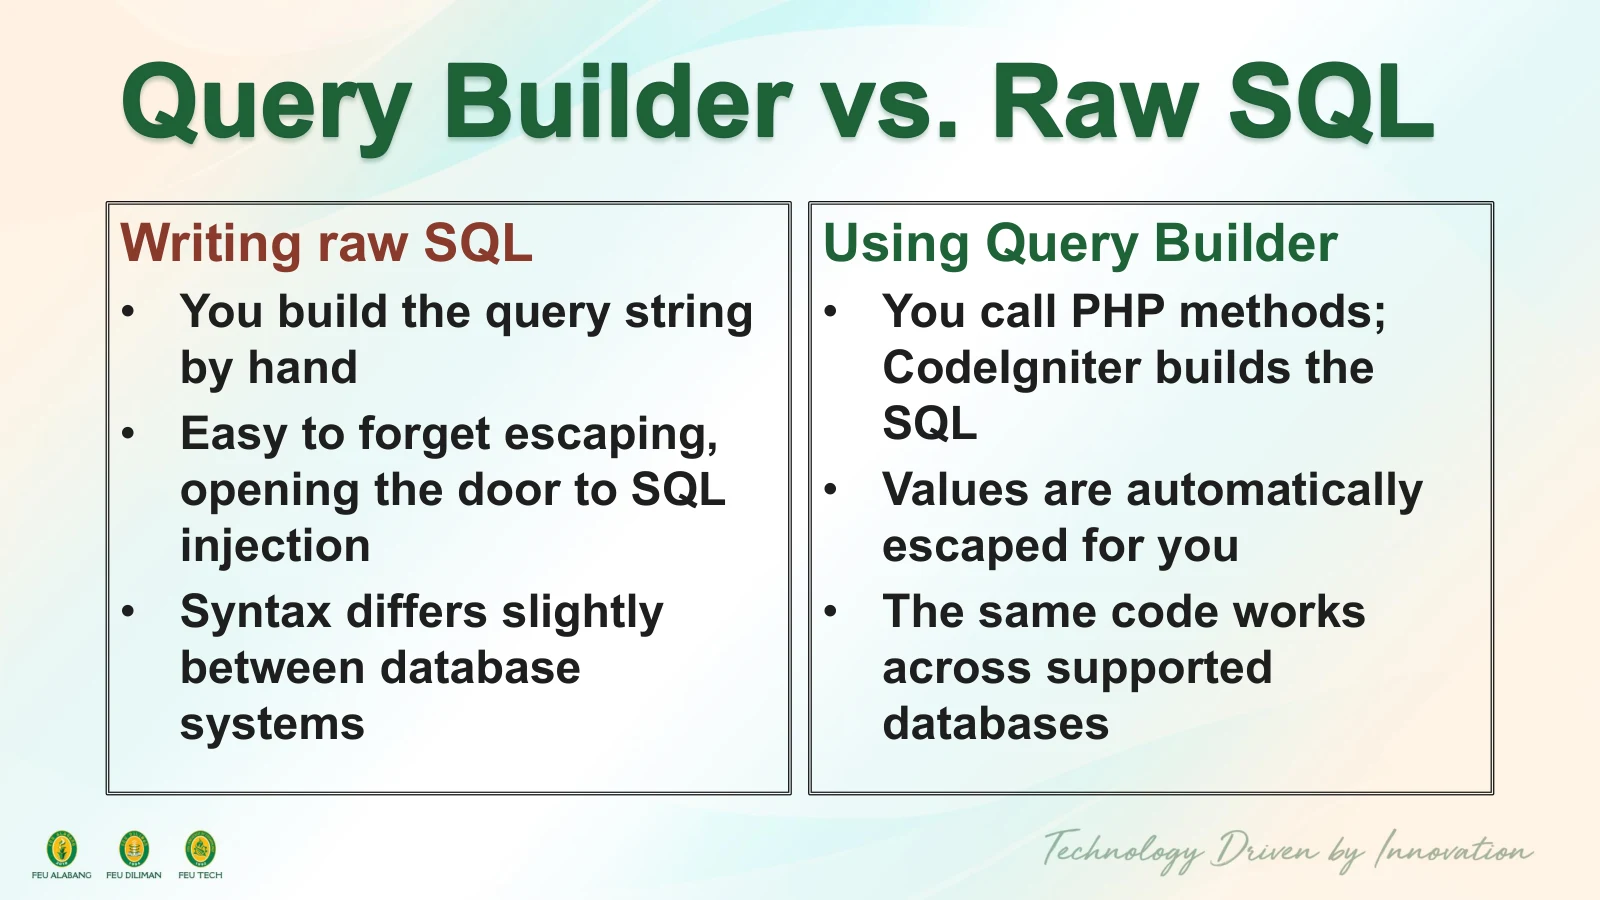 Query Builder vs. Raw SQL
Writing raw SQL
• You build the query string
by hand
• Easy to forget escaping,
opening the door to SQL
injection
• Syntax differs slightly
between database
systems
Using Query Builder
• You call PHP methods;
CodeIgniter builds the
SQL
• Values are automatically
escaped for you
• The same code works
across supported
databases
FEU ALABANG
FEU DILIMAN
FEU TECH
Technology Driven by Innovation